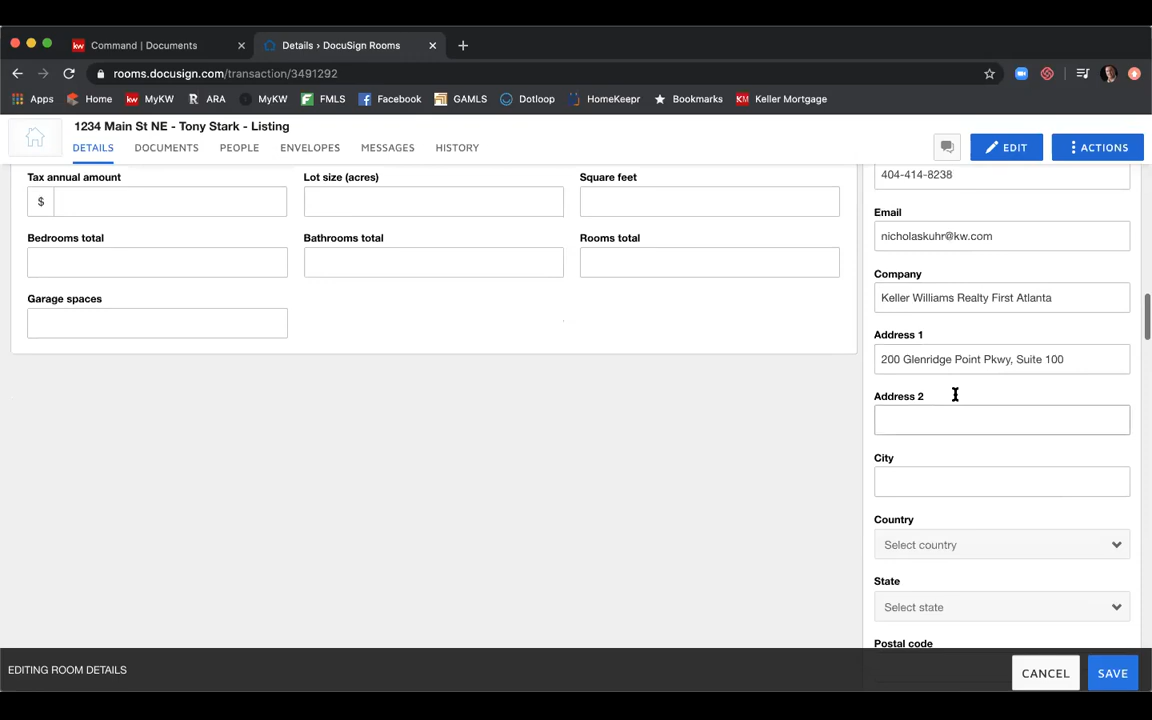 kw Command | Documents
Details › DocuSign Rooms
rooms.docusign.com/transaction/3491292
Apps Home kw MyKW R ARA MyKW FMLS Facebook GAMLS Dotloop HomeKeepr Bookmarks KM Keller Mortgage
1234 Main St NE - Tony Stark - Listing
DETAILS DOCUMENTS PEOPLE ENVELOPES MESSAGES HISTORY
EDIT
ACTIONS
Tax annual amount Lot size (acres) Square feet
$
Bedrooms total Bathrooms total Rooms total
Garage spaces
404-414-8238
Email
nicholaskuhr@kw.com
Company
Keller Williams Realty First Atlanta
Address 1
200 Glenridge Point Pkwy, Suite 100
Address 2
City
Country
Select country
State
Select state
Postal code
EDITING ROOM DETAILS
CANCEL
SAVE